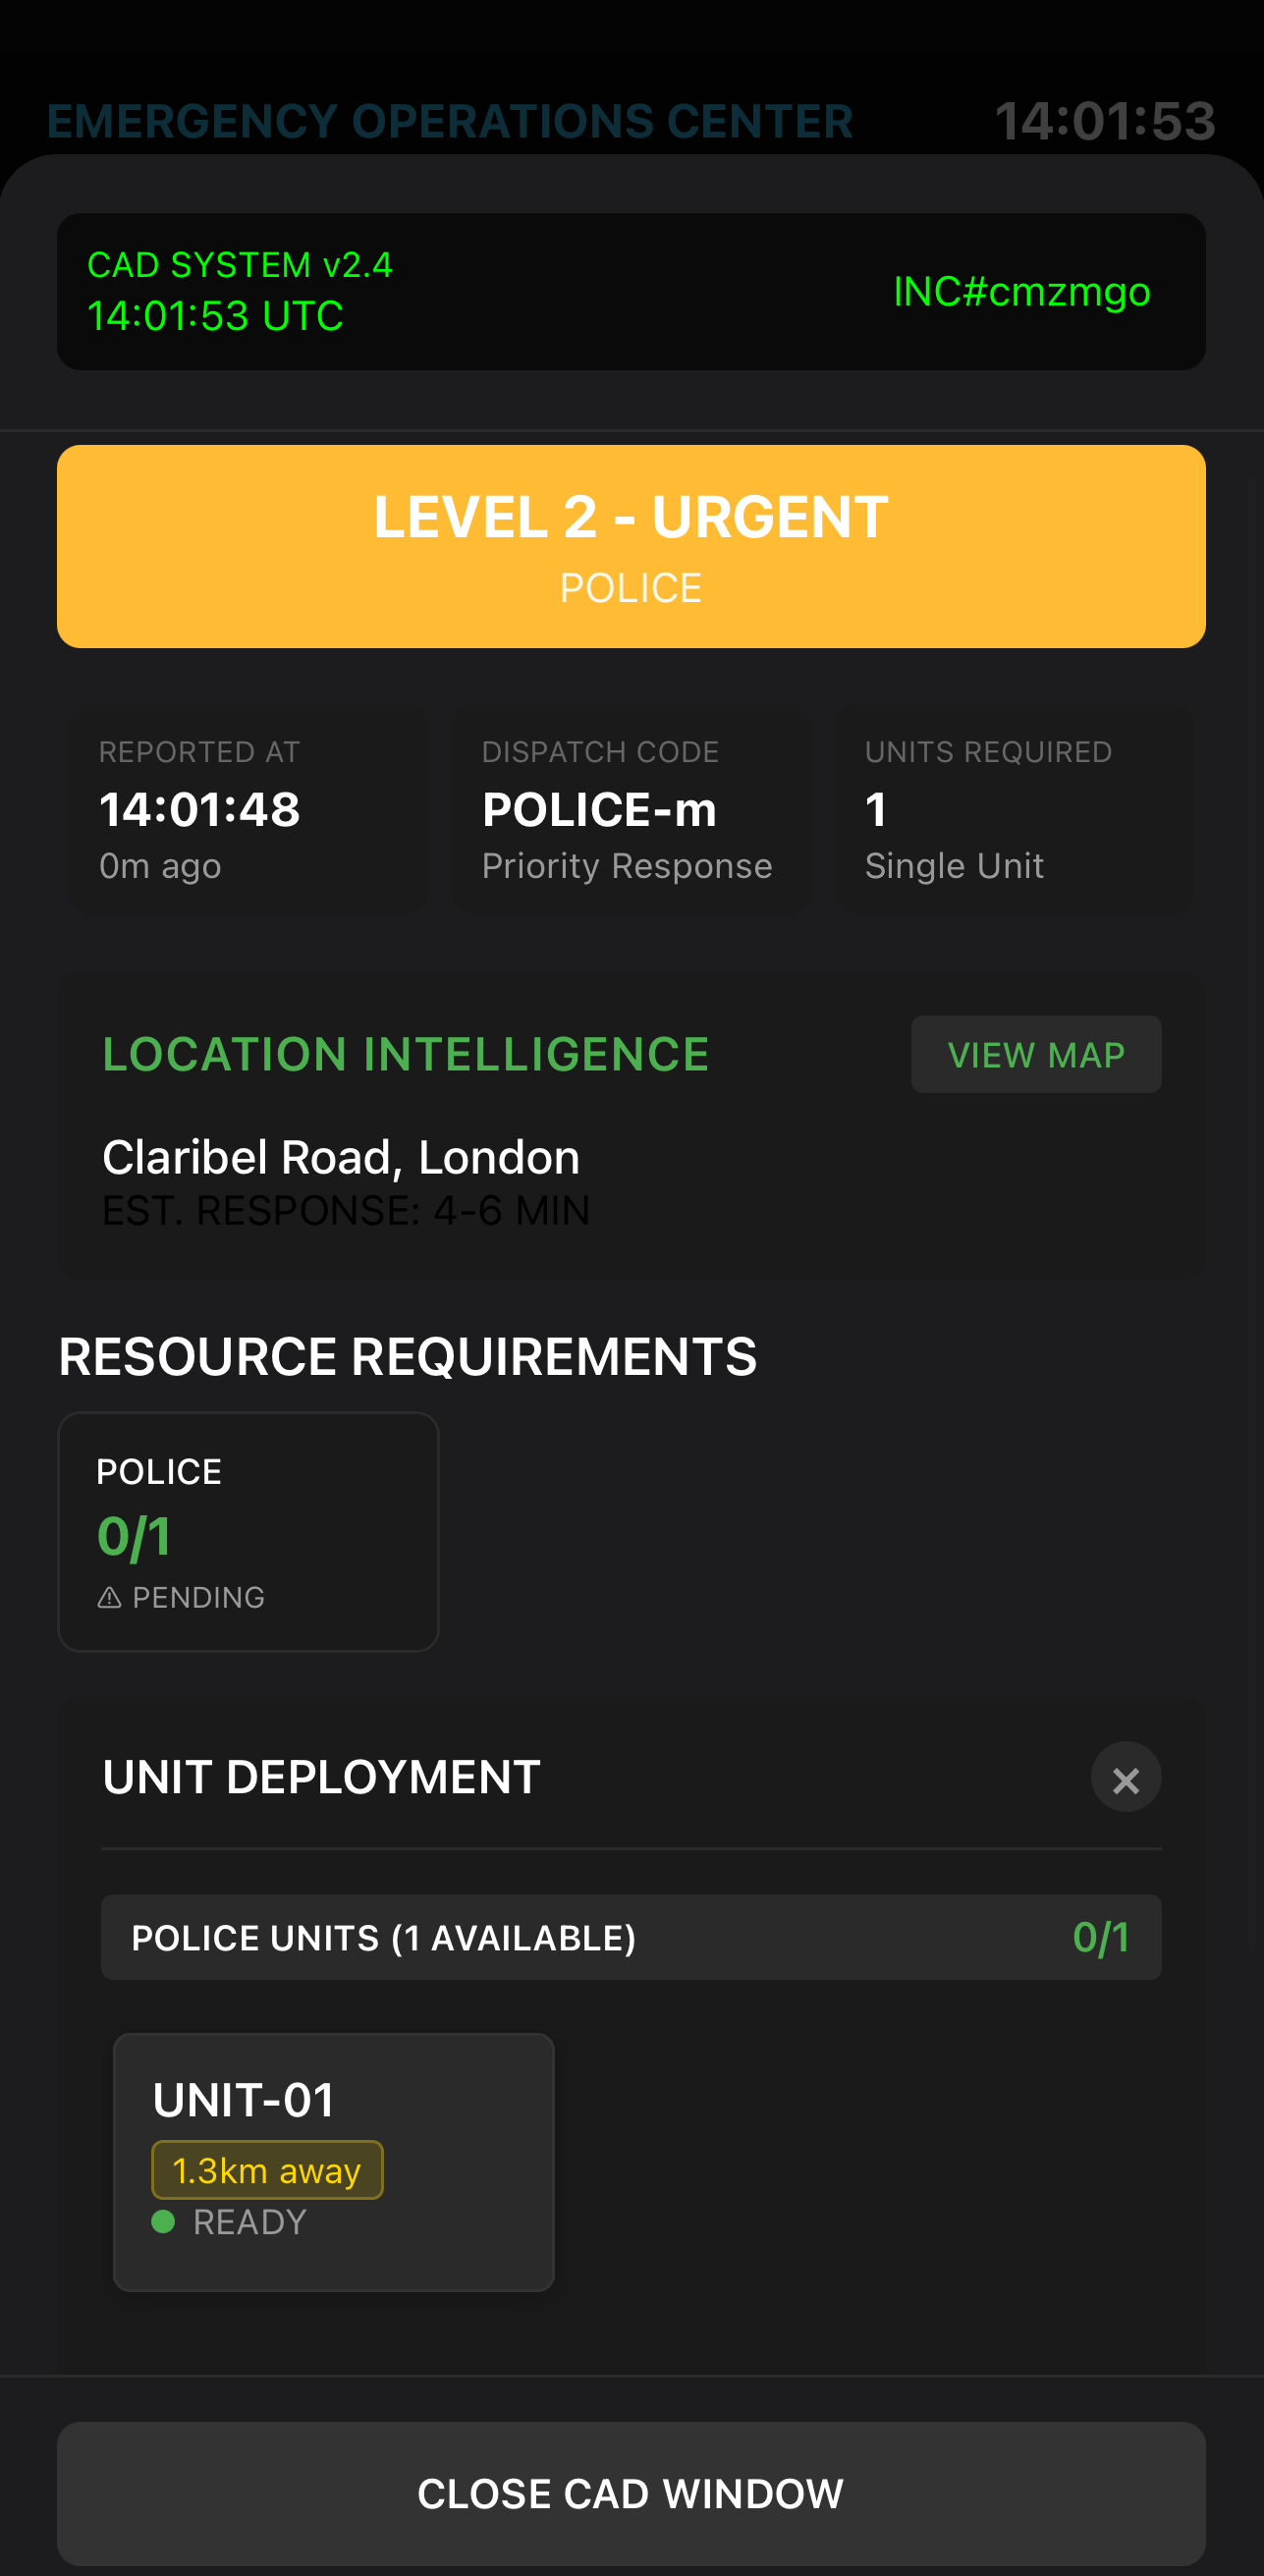 EMERGENCY OPERATIONS CENTER 14:01:53
CAD SYSTEM v2.4
14:01:53 UTC
INC#cmzmgo
LEVEL 2 - URGENT
POLICE
REPORTED AT
14:01:48
0m ago
DISPATCH CODE
POLICE-m
Priority Response
UNITS REQUIRED
1
Single Unit
LOCATION INTELLIGENCE
VIEW MAP
Claribel Road, London
EST. RESPONSE: 4-6 MIN
RESOURCE REQUIREMENTS
POLICE
0/1
⚠ PENDING
UNIT DEPLOYMENT
×
POLICE UNITS (1 AVAILABLE) 0/1
UNIT-01
1.3km away
READY
CLOSE CAD WINDOW